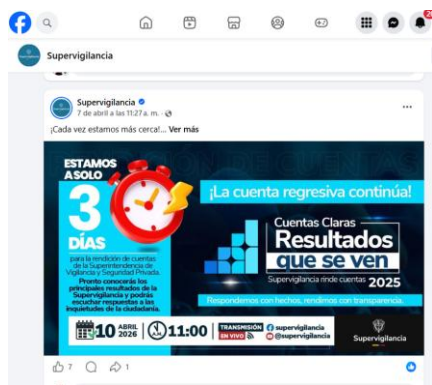 26
Supervigilancia
Supervigilancia
7 de abril a las 11:27 a. m. ·
¡Cada vez estamos más cerca!... Ver más
ESTAMOS
A SOLO
3
DÍAS
para la rendición de cuentas
de la Superintendencia de
Vigilancia y Seguridad Privada.
Pronto conocerás los
principales resultados de la
Supervigilancia y podrás
escuchar respuestas a las
inquietudes de la ciudadanía.
¡La cuenta regresiva continúa!
Cuentas Claras
Resultados
que se ven
Supervigilancia rinde cuentas 2025
Respondemos con hechos, rendimos con transparencia.
10 ABRIL
2026
11:00
TRANSMISIÓN
EN VIVO
supervigilancia
@supervigilancia
Supervigilancia
7
1